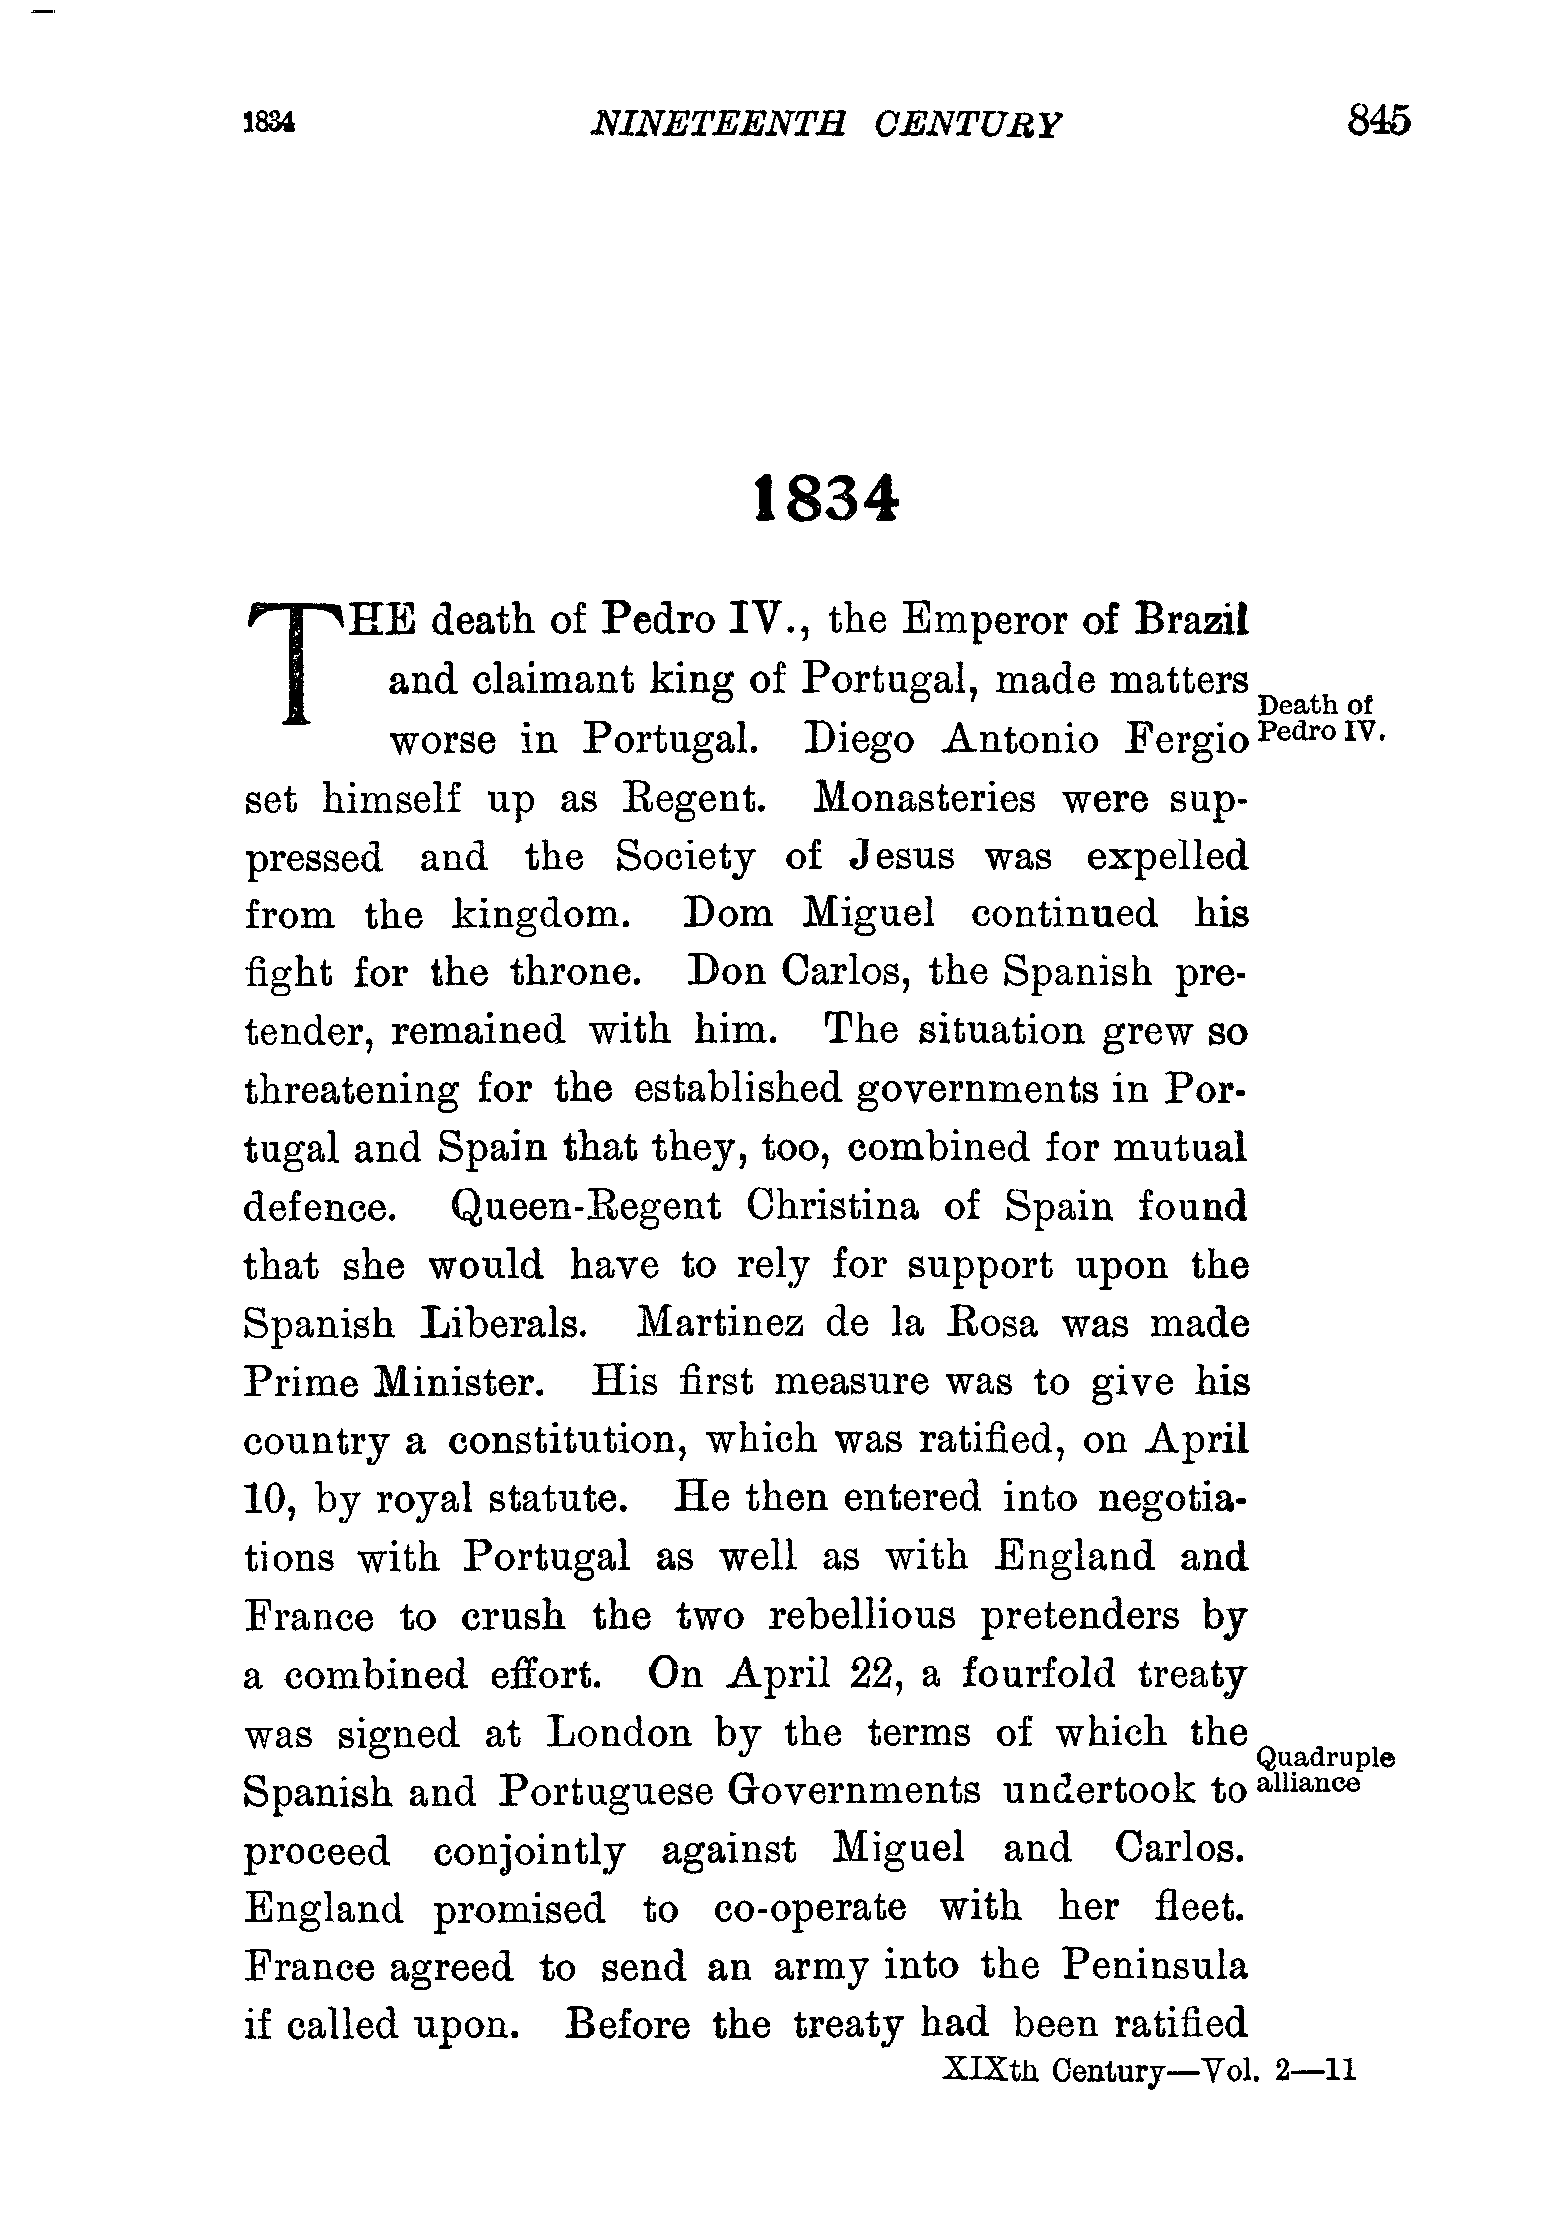 1834 NINETEENTH CENTURY 845
1834
THE death of Pedro IV., the Emperor of Brazil
and claimant king of Portugal, made matters
Death of
Pedro IV.
worse in Portugal. Diego Antonio Fergio
set himself up as Regent. Monasteries were sup-
pressed and the Society of Jesus was expelled
from the kingdom. Dom Miguel continued his
fight for the throne. Don Carlos, the Spanish pre-
tender, remained with him. The situation grew so
threatening for the established governments in Por-
tugal and Spain that they, too, combined for mutual
defence. Queen-Regent Christina of Spain found
that she would have to rely for support upon the
Spanish Liberals. Martinez de la Rosa was made
Prime Minister. His first measure was to give his
country a constitution, which was ratified, on April
10, by royal statute. He then entered into negotia-
tions with Portugal as well as with England and
France to crush the two rebellious pretenders by
a combined effort. On April 22, a fourfold treaty
was signed at London by the terms of which the
Quadruple
alliance
Spanish and Portuguese Governments undertook to
proceed conjointly against Miguel and Carlos.
England promised to co-operate with her fleet.
France agreed to send an army into the Peninsula
if called upon. Before the treaty had been ratified
XIXth Century—Vol. 2—11